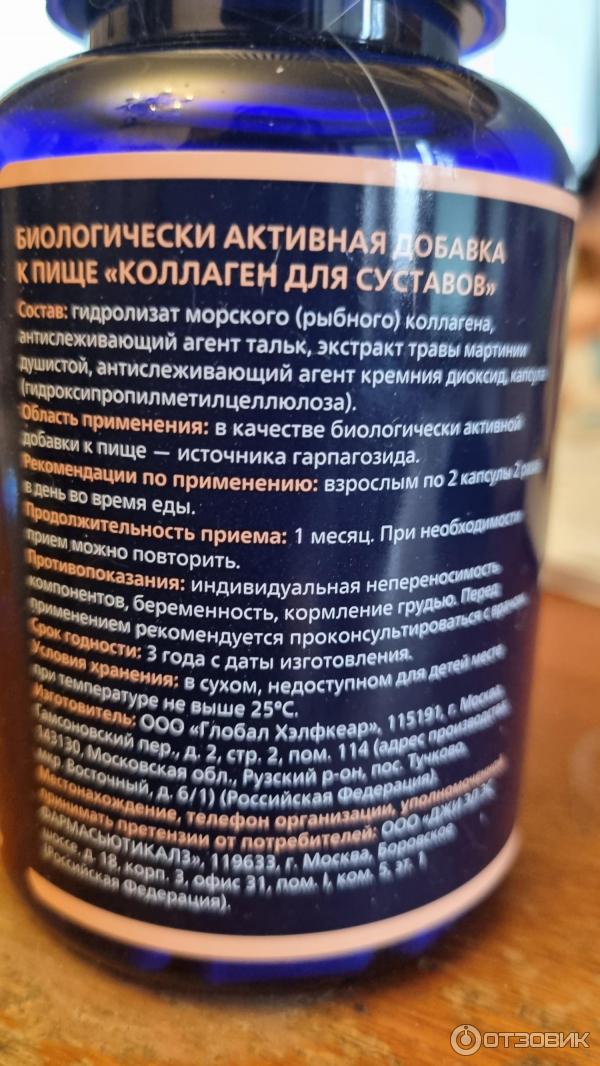 БИОЛОГИЧЕСКИ АКТИВНАЯ ДОБАВКА
К ПИЩЕ «КОЛЛАГЕН ДЛЯ СУСТАВОВ»
Состав: гидролизат морского (рыбного) коллагена,
антислеживающий агент тальк, экстракт травы мартинии
душистой, антислеживающий агент кремния диоксид, капсула
(гидроксипропилметилцеллюлоза).
Область применения: в качестве биологически активной
добавки к пище — источника гарпагозида.
Рекомендации по применению: взрослым по 2 капсулы 2 раза
в день во время еды.
Продолжительность приема: 1 месяц. При необходимости
прием можно повторить.
Противопоказания: индивидуальная непереносимость
компонентов, беременность, кормление грудью. Перед
применением рекомендуется проконсультироваться с врачом.
Срок годности: 3 года с даты изготовления.
Условия хранения: в сухом, недоступном для детей месте
при температуре не выше 25°С.
Изготовитель: ООО «Глобал Хэлфкеар», 115191, г. Москва,
Гамсоновский пер., д. 2, стр. 2, пом. 114 (адрес производства:
143130, Московская обл., Рузский р-он, пос. Тучково,
мкр. Восточный, д. 6/1) (Российская Федерация).
Местонахождение, телефон организации, уполномоченной
принимать претензии от потребителей: ООО «ДЖИ ЭЛ ЭС
ФАРМАСЬЮТИКАЛЗ», 119633, г. Москва, Боровское
шоссе, д. 18, корп. 3, офис 31, пом. I, ком. 5, эт. 1
(Российская Федерация).
ОТЗОВИК